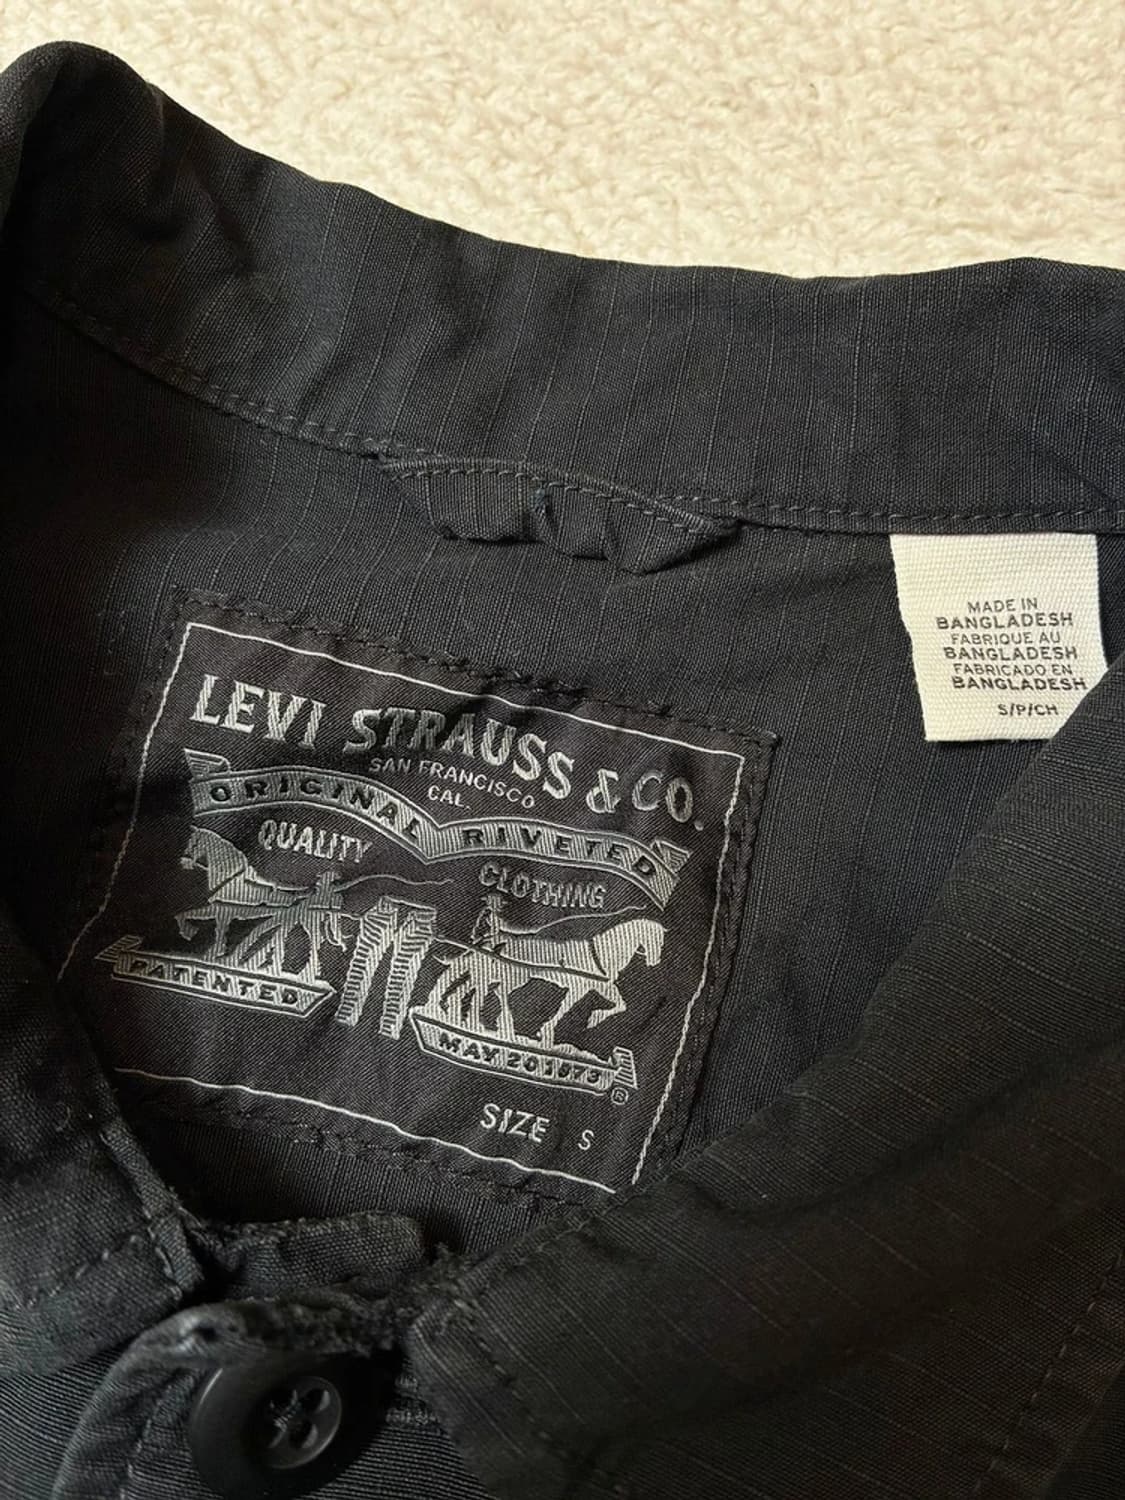 LEVI STRAUSS & CO.
SAN FRANCISCO
CAL.
ORIGINAL RIVETED
QUALITY
CLOTHING
PATENTED
MAY 20 1873
®
SIZE S
MADE IN
BANGLADESH
FABRIQUE AU
BANGLADESH
FABRICADO EN
BANGLADESH
S/P/CH